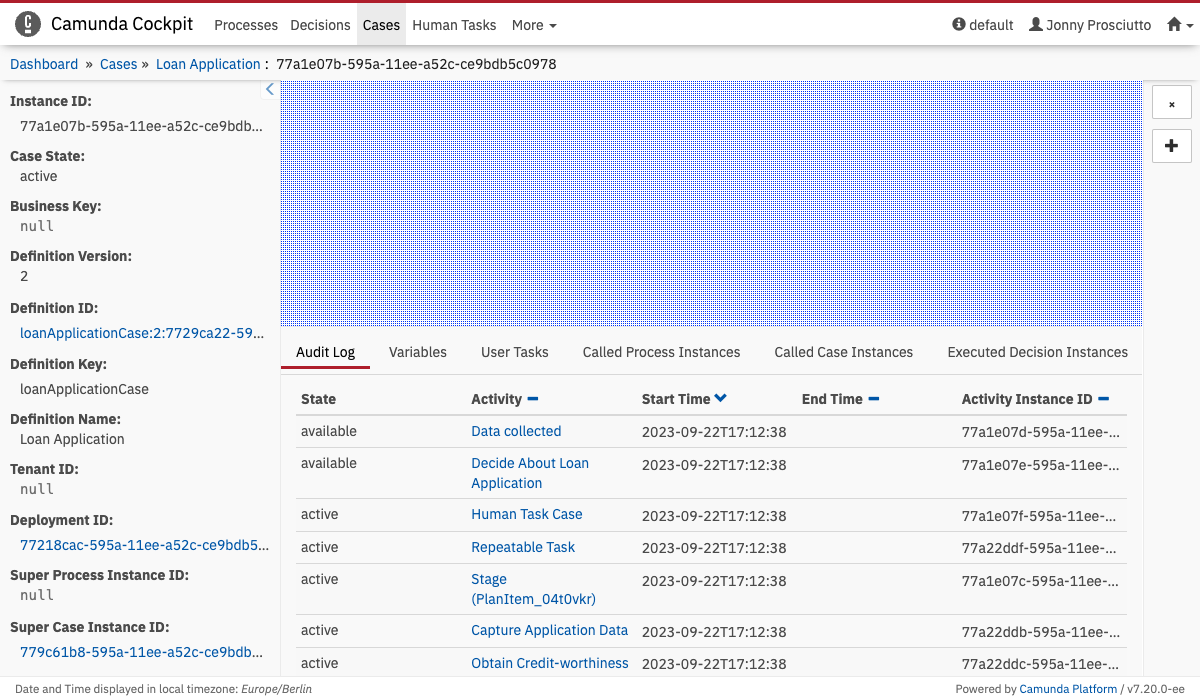 Camunda Cockpit Processes Decisions Cases Human Tasks More default Jonny Prosciutto
Dashboard » Cases » Loan Application : 77a1e07b-595a-11ee-a52c-ce9bdb5c0978
Instance ID:
77a1e07b-595a-11ee-a52c-ce9bdb...
Case State:
active
Business Key:
null
Definition Version:
2
Definition ID:
loanApplicationCase:2:7729ca22-59...
Definition Key:
loanApplicationCase
Definition Name:
Loan Application
Tenant ID:
null
Deployment ID:
77218cac-595a-11ee-a52c-ce9bdb5...
Super Process Instance ID:
null
Super Case Instance ID:
779c61b8-595a-11ee-a52c-ce9bdb...
Audit Log Variables User Tasks Called Process Instances Called Case Instances Executed Decision Instances
State Activity Start Time End Time Activity Instance ID
available Data collected 2023-09-22T17:12:38 77a1e07d-595a-11ee-...
available Decide About Loan 2023-09-22T17:12:38 77a1e07e-595a-11ee-...
Application
active Human Task Case 2023-09-22T17:12:38 77a1e07f-595a-11ee-...
active Repeatable Task 2023-09-22T17:12:38 77a22ddf-595a-11ee-...
active Stage 2023-09-22T17:12:38 77a1e07c-595a-11ee-...
(PlanItem_04t0vkr)
active Capture Application Data 2023-09-22T17:12:38 77a22ddb-595a-11ee-...
active Obtain Credit-worthiness 2023-09-22T17:12:38 77a22ddc-595a-11ee-...
Date and Time displayed in local timezone: Europe/Berlin Powered by Camunda Platform / v7.20.0-ee